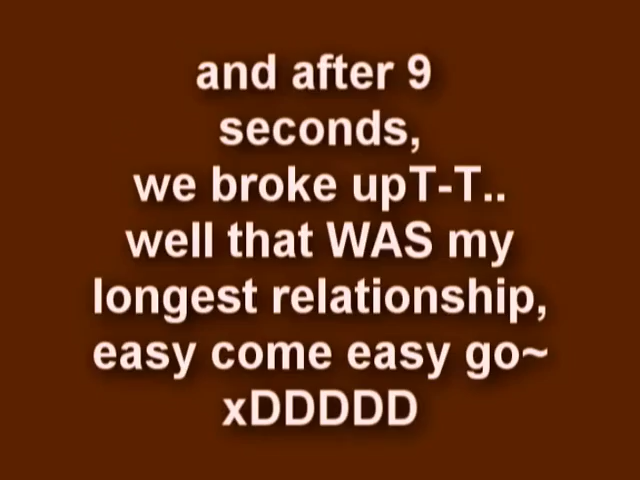 and after 9
seconds,
we broke upT-T..
well that WAS my
longest relationship,
easy come easy go~
xDDDDD